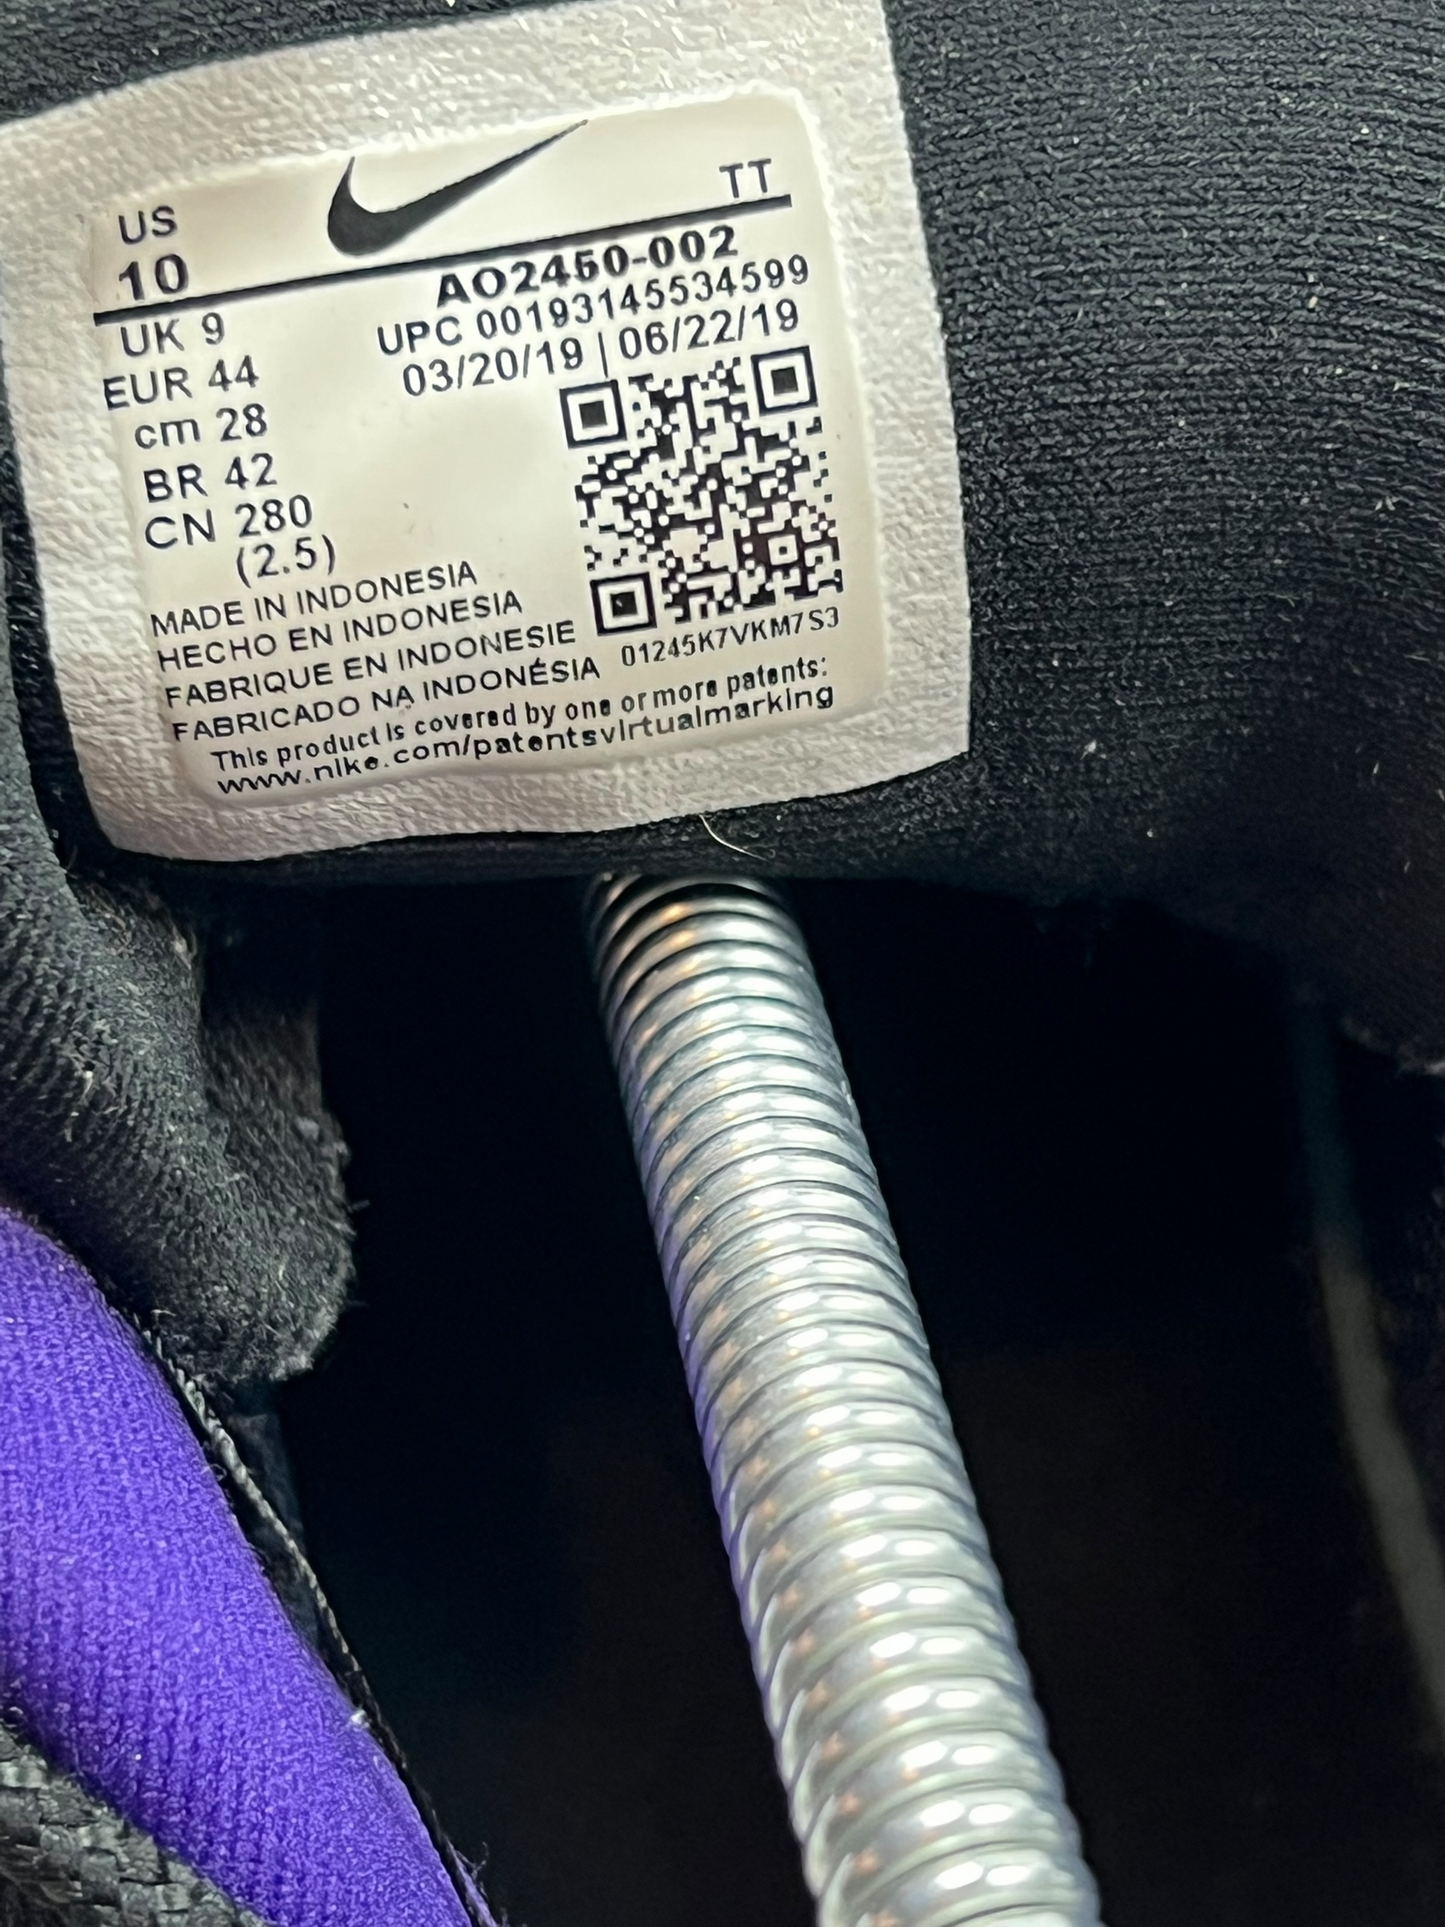 US TT
10 AO2450-002
UK 9 UPC 00193145534599
EUR 44 03/20/19 | 06/22/19
cm 28
BR 42
CN 280
(2.5)
MADE IN INDONESIA
HECHO EN INDONESIA
FABRIQUE EN INDONESIE
FABRICADO NA INDONÉSIA
01245K7VKM7S3
This product is covered by one or more patents:
www.nike.com/patentsvirtualmarking